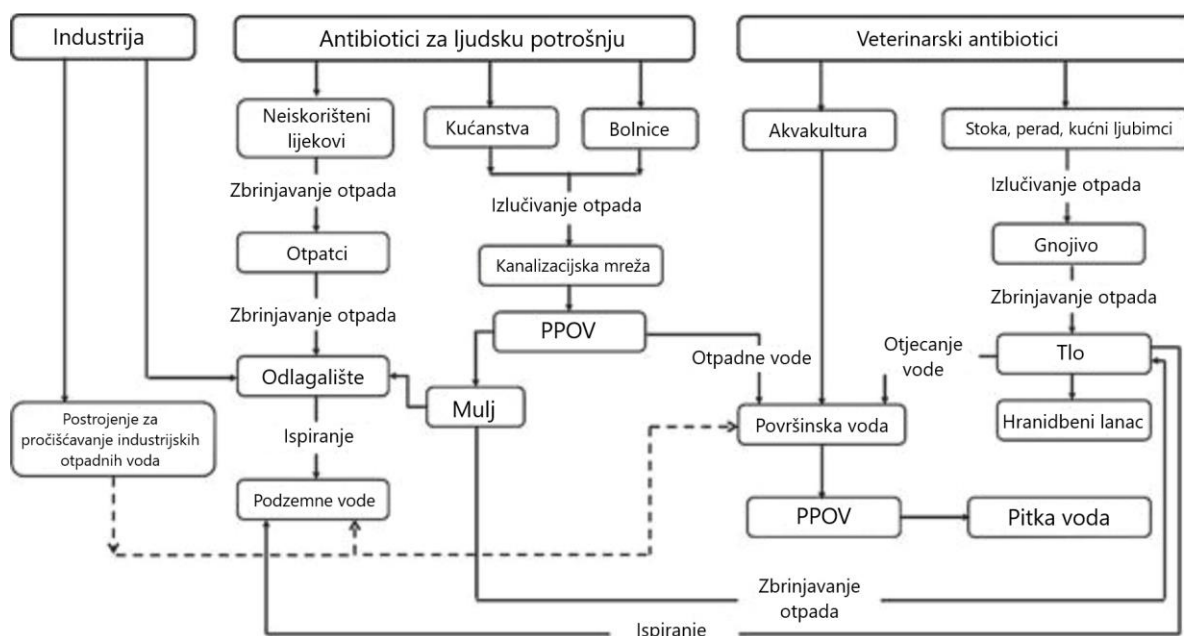 Industrija
Antibiotici za ljudsku potrošnju
Veterinarski antibiotici
Neiskorišteni
lijekovi
Kućanstva
Bolnice
Akvakultura
Stoka, perad, kućni ljubimci
Zbrinjavanje otpada
Izlučivanje otpada
Izlučivanje otpada
Otpatci
Kanalizacijska mreža
Gnojivo
Zbrinjavanje otpada
Zbrinjavanje otpada
PPOV
Otpadne vode
Otjecanje
vode
Tlo
Odlagalište
Mulj
Postrojenje za
pročišćavanje industrijskih
otpadnih voda
Ispiranje
Površinska voda
Hranidbeni lanac
Podzemne vode
PPOV
Pitka voda
Zbrinjavanje
otpada
Ispiranje